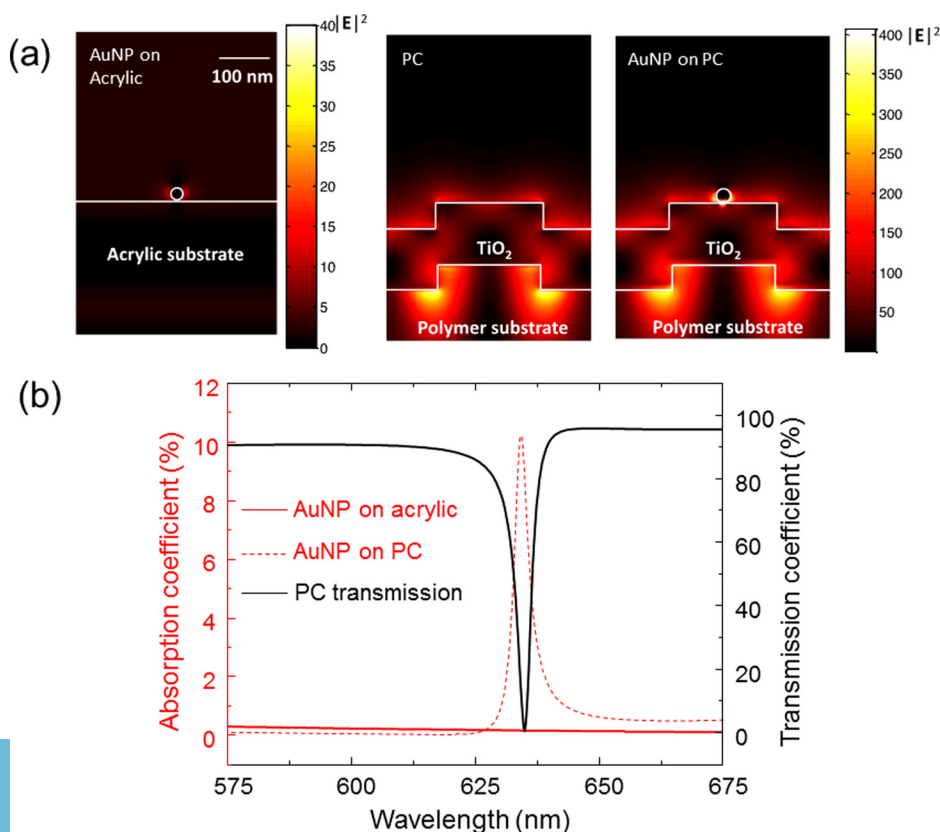 (a)
AuNP on
Acrylic
100 nm
|E|²
40
35
30
25
20
15
10
5
0
Acrylic substrate
PC
TiO₂
Polymer substrate
AuNP on PC
TiO₂
Polymer substrate
|E|²
400
350
300
250
200
150
100
50
(b)
Absorption coefficient (%)
12
10
8
6
4
2
0
AuNP on acrylic
AuNP on PC
PC transmission
100
80
60
40
20
0
Transmission coefficient (%)
575 600 625 650 675
Wavelength (nm)